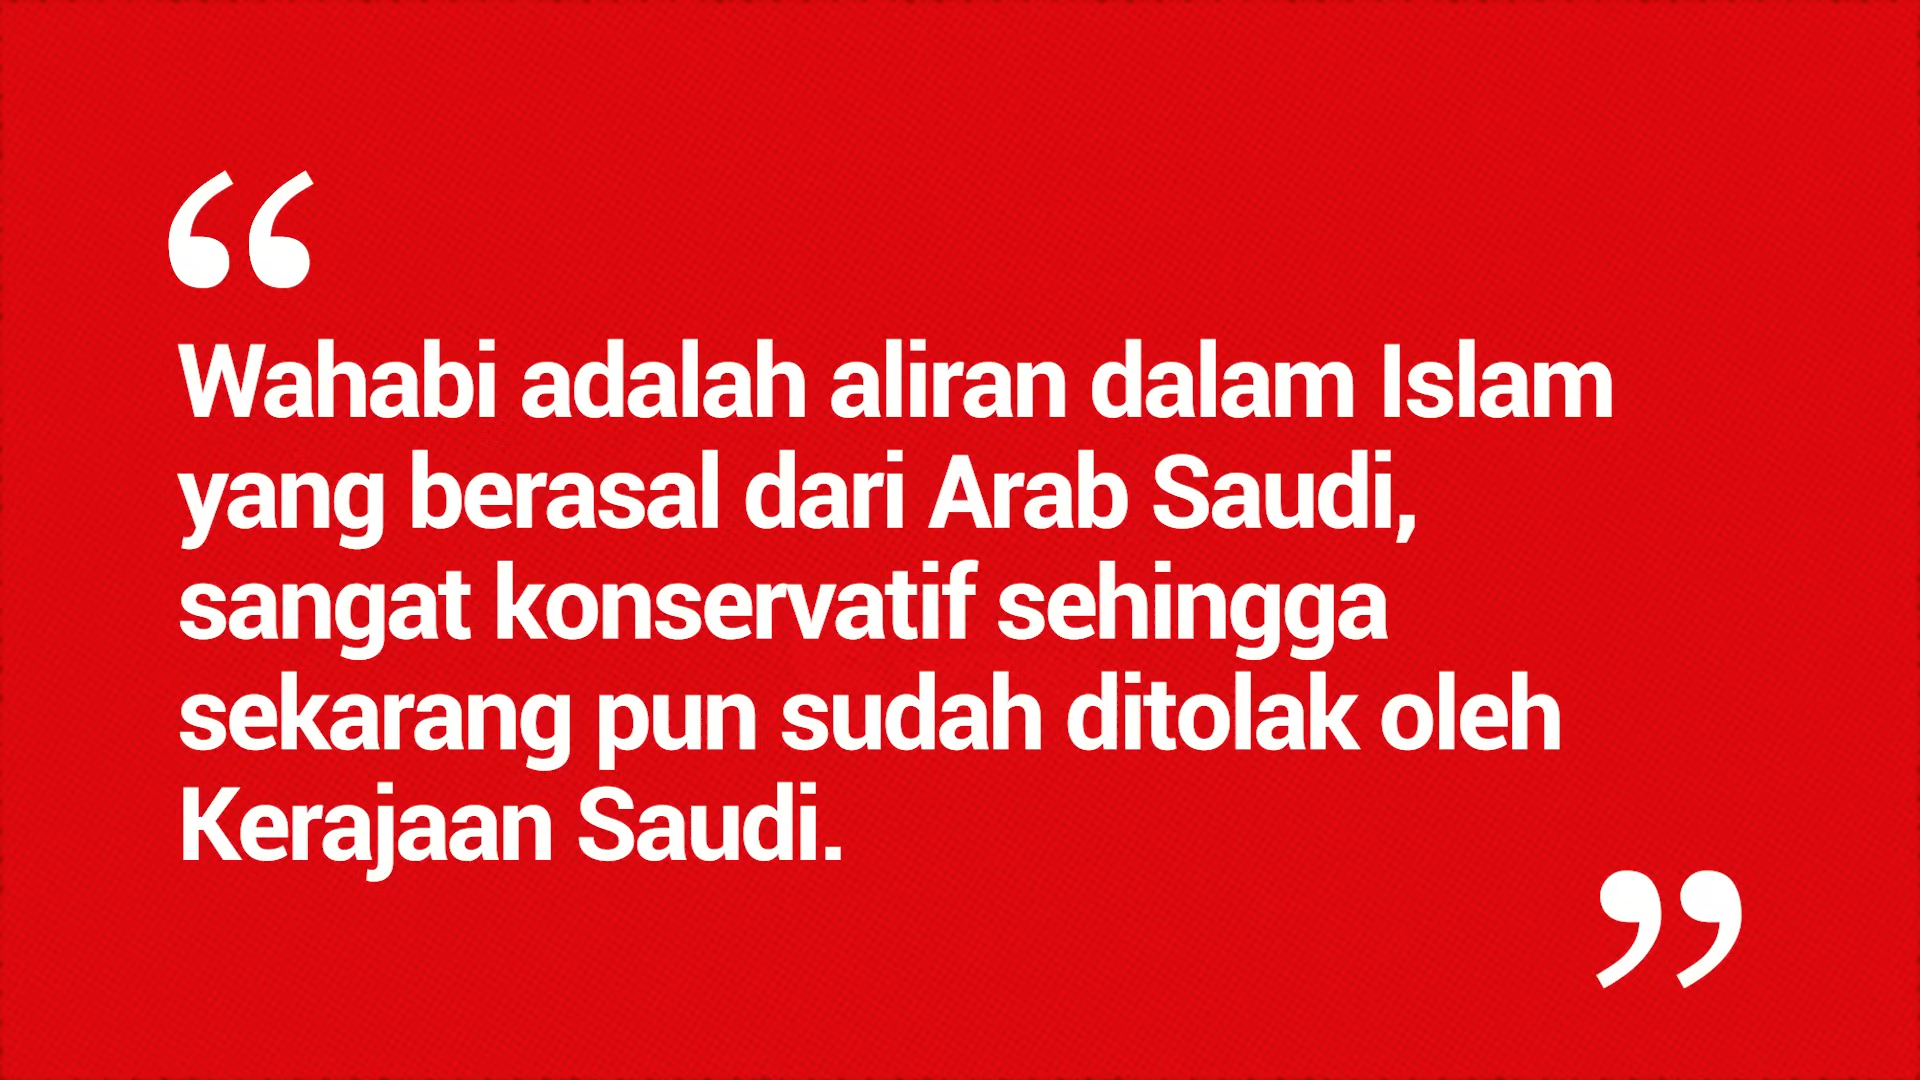 “
Wahabi adalah aliran dalam Islam
yang berasal dari Arab Saudi,
sangat konservatif sehingga
sekarang pun sudah ditolak oleh
Kerajaan Saudi.
”